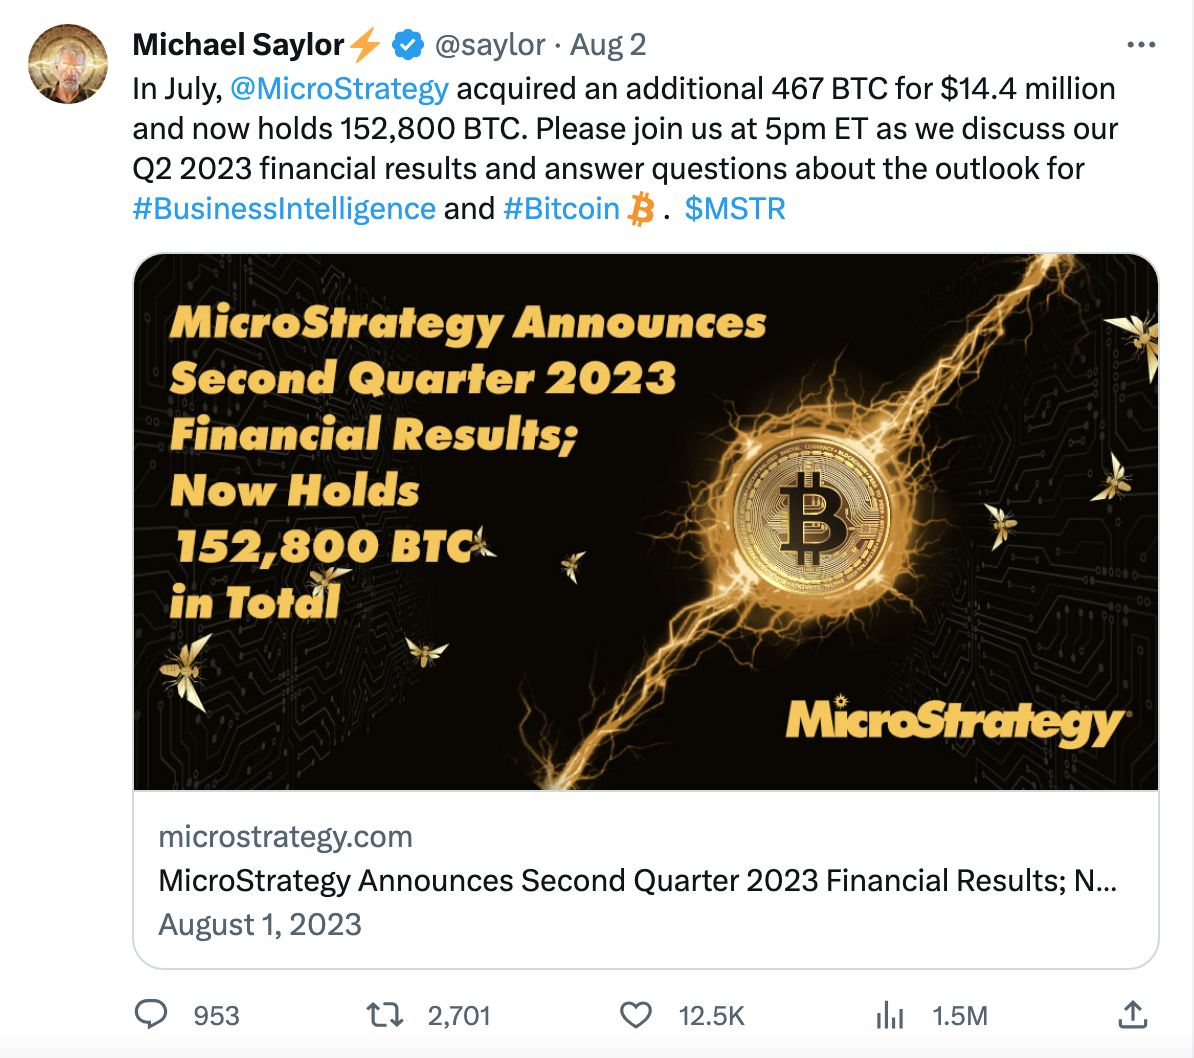 Michael Saylor⚡ @saylor · Aug 2
In July, @MicroStrategy acquired an additional 467 BTC for $14.4 million
and now holds 152,800 BTC. Please join us at 5pm ET as we discuss our
Q2 2023 financial results and answer questions about the outlook for
#BusinessIntelligence and #Bitcoin ₿ . $MSTR
MicroStrategy Announces
Second Quarter 2023
Financial Results;
Now Holds
152,800 BTC
in Total
MicroStrategy
microstrategy.com
MicroStrategy Announces Second Quarter 2023 Financial Results; N...
August 1, 2023
953 2,701 12.5K 1.5M